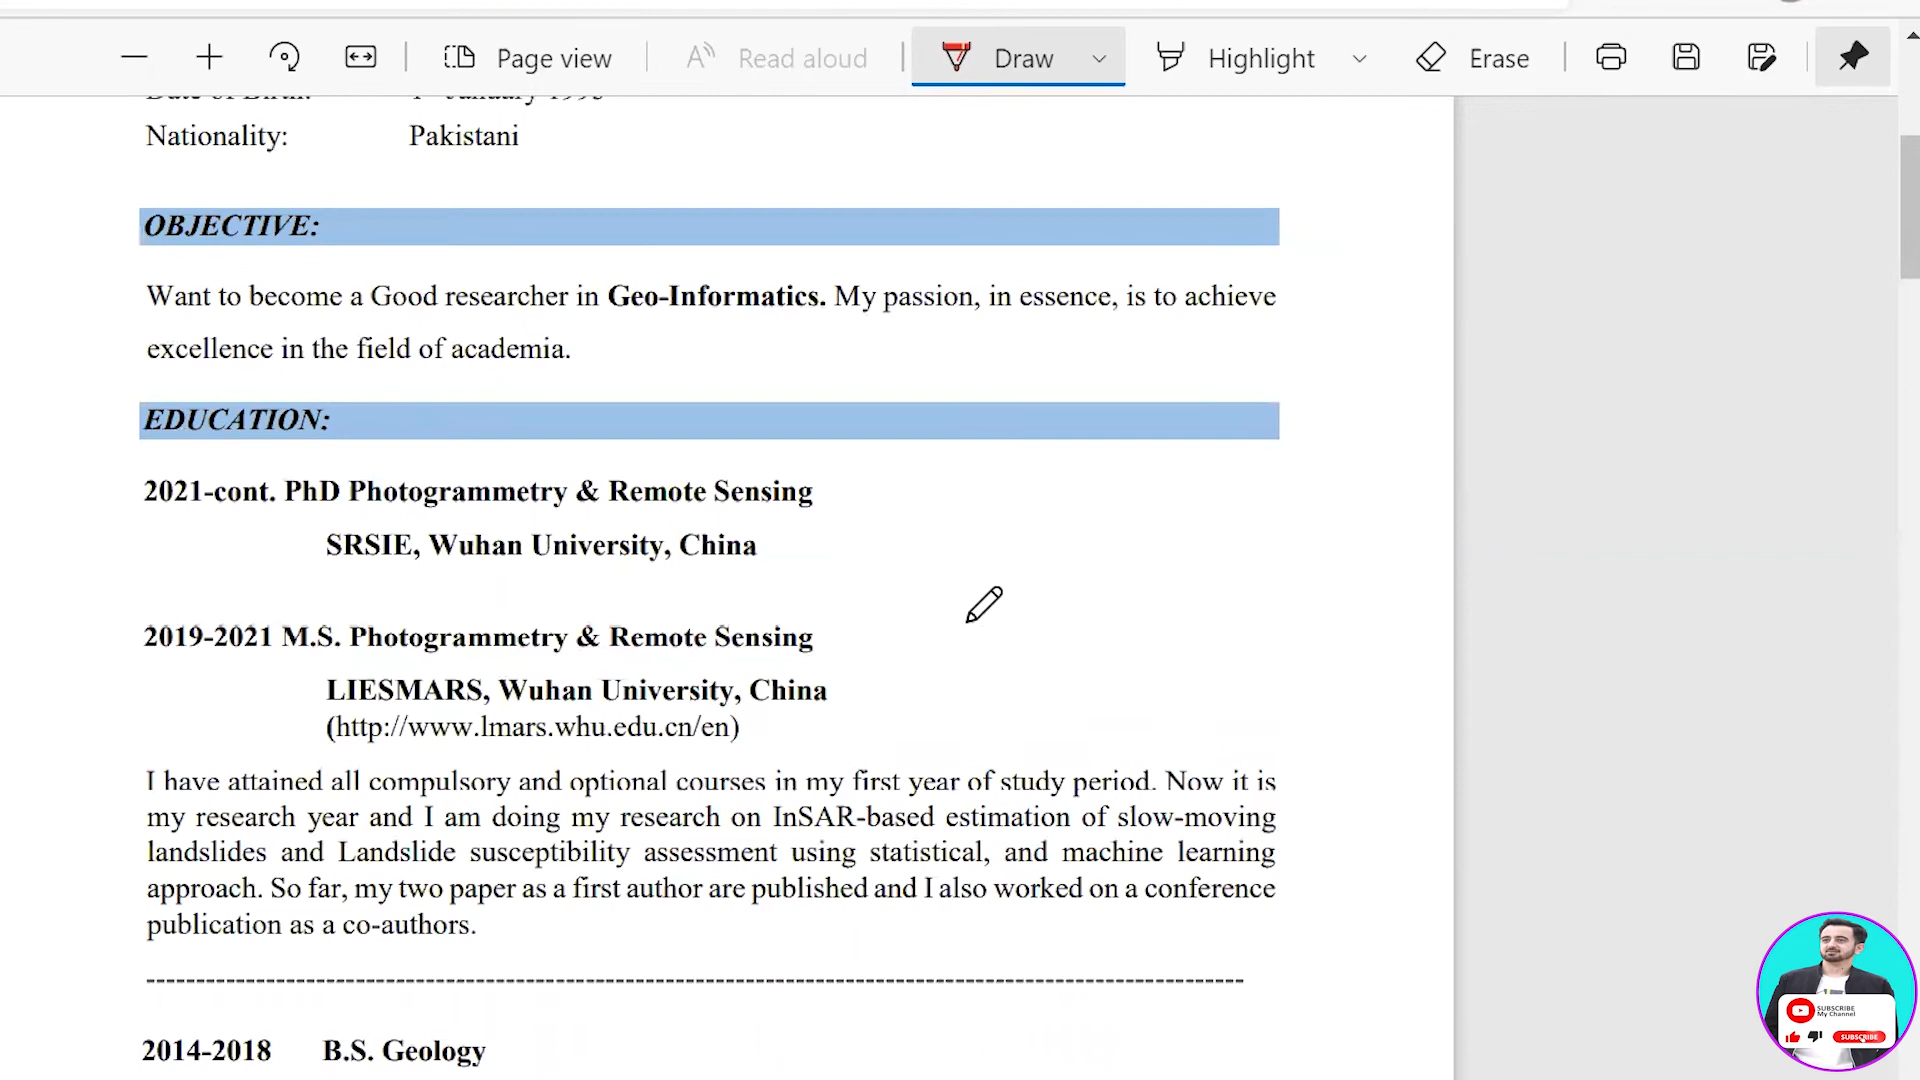 Page view
Read aloud
Draw
Highlight
Erase
Nationality: Pakistani
OBJECTIVE:
Want to become a Good researcher in Geo-Informatics. My passion, in essence, is to achieve
excellence in the field of academia.
EDUCATION:
2021-cont. PhD Photogrammetry & Remote Sensing
SRSIE, Wuhan University, China
2019-2021 M.S. Photogrammetry & Remote Sensing
LIESMARS, Wuhan University, China
(http://www.lmars.whu.edu.cn/en)
I have attained all compulsory and optional courses in my first year of study period. Now it is
my research year and I am doing my research on InSAR-based estimation of slow-moving
landslides and Landslide susceptibility assessment using statistical, and machine learning
approach. So far, my two paper as a first author are published and I also worked on a conference
publication as a co-authors.
2014-2018 B.S. Geology
SUBSCRIBE
My Channel
SUBSCRIBE